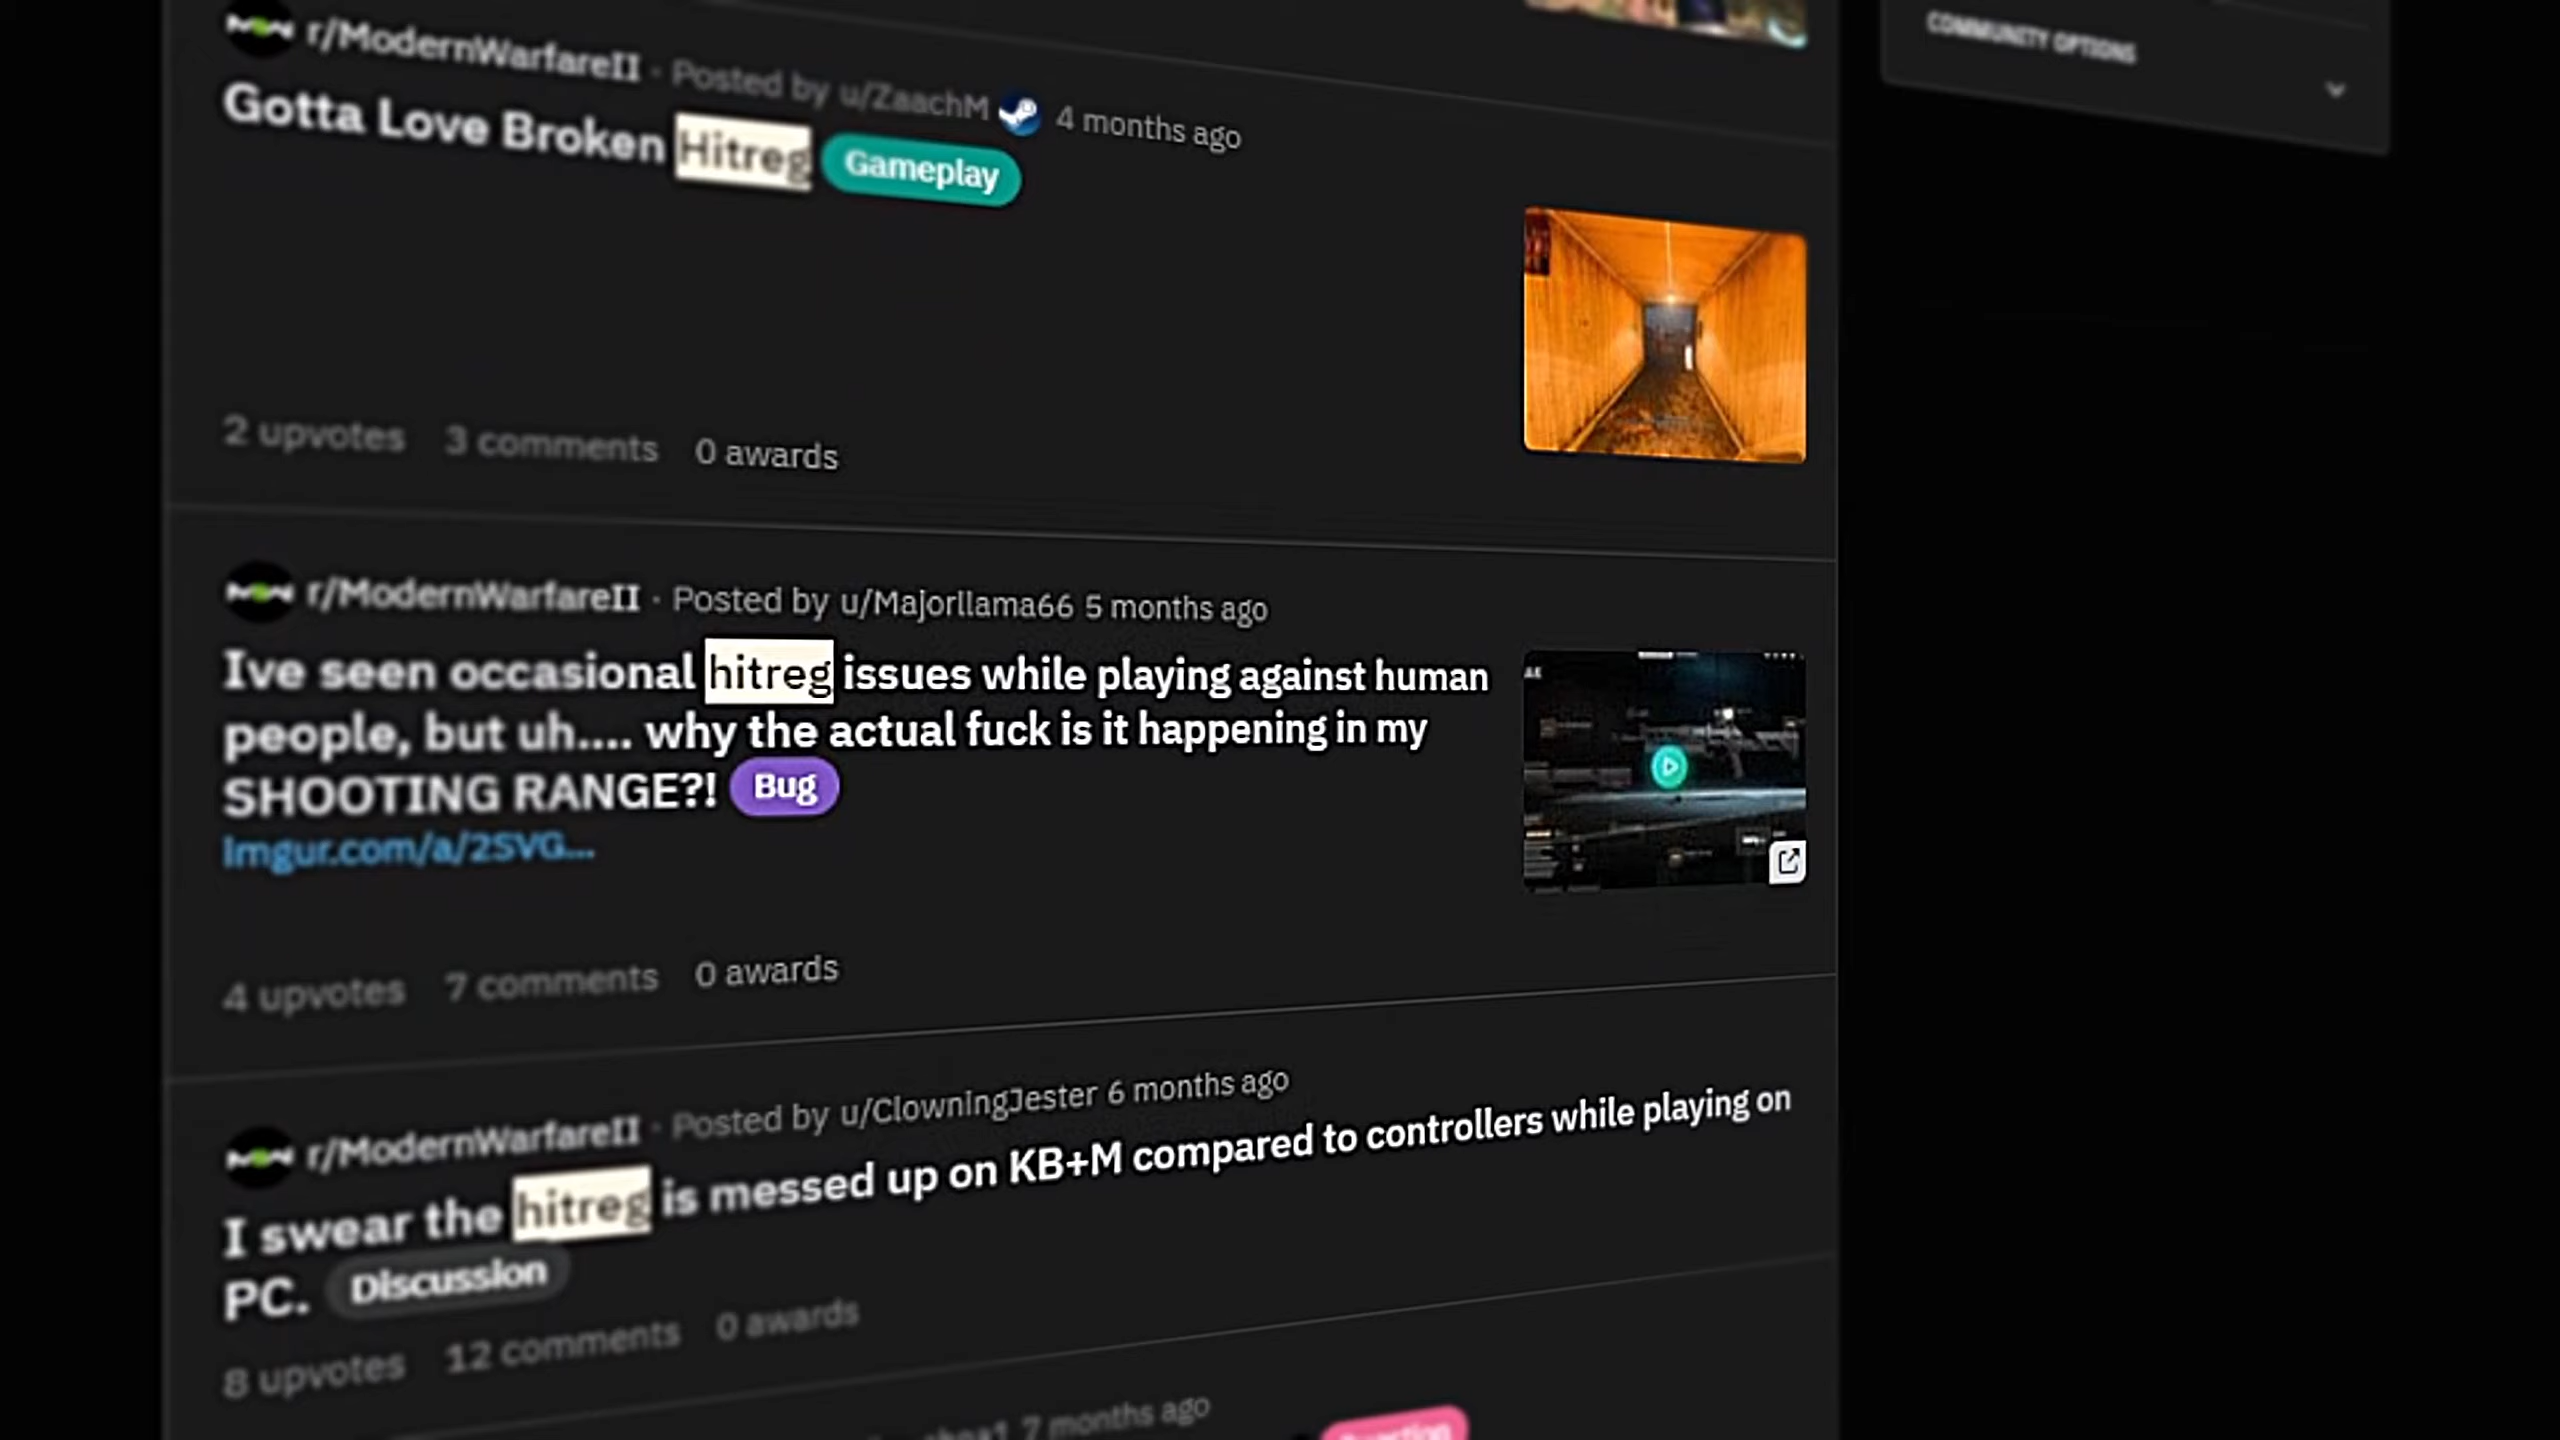 COMMUNITY OPTIONS
r/ModernWarfareII · Posted by u/ZaachM 4 months ago
Gotta Love Broken Hitreg Gameplay
2 upvotes 3 comments 0 awards
r/ModernWarfareII · Posted by u/Majorllama66 5 months ago
Ive seen occasional hitreg issues while playing against human
people, but uh.... why the actual fuck is it happening in my
SHOOTING RANGE?! Bug
imgur.com/a/2SVG...
4 upvotes 7 comments 0 awards
r/ModernWarfareII · Posted by u/ClowningJester 6 months ago
I swear the hitreg is messed up on KB+M compared to controllers while playing on
PC. Discussion
8 upvotes 12 comments 0 awards
7 months ago